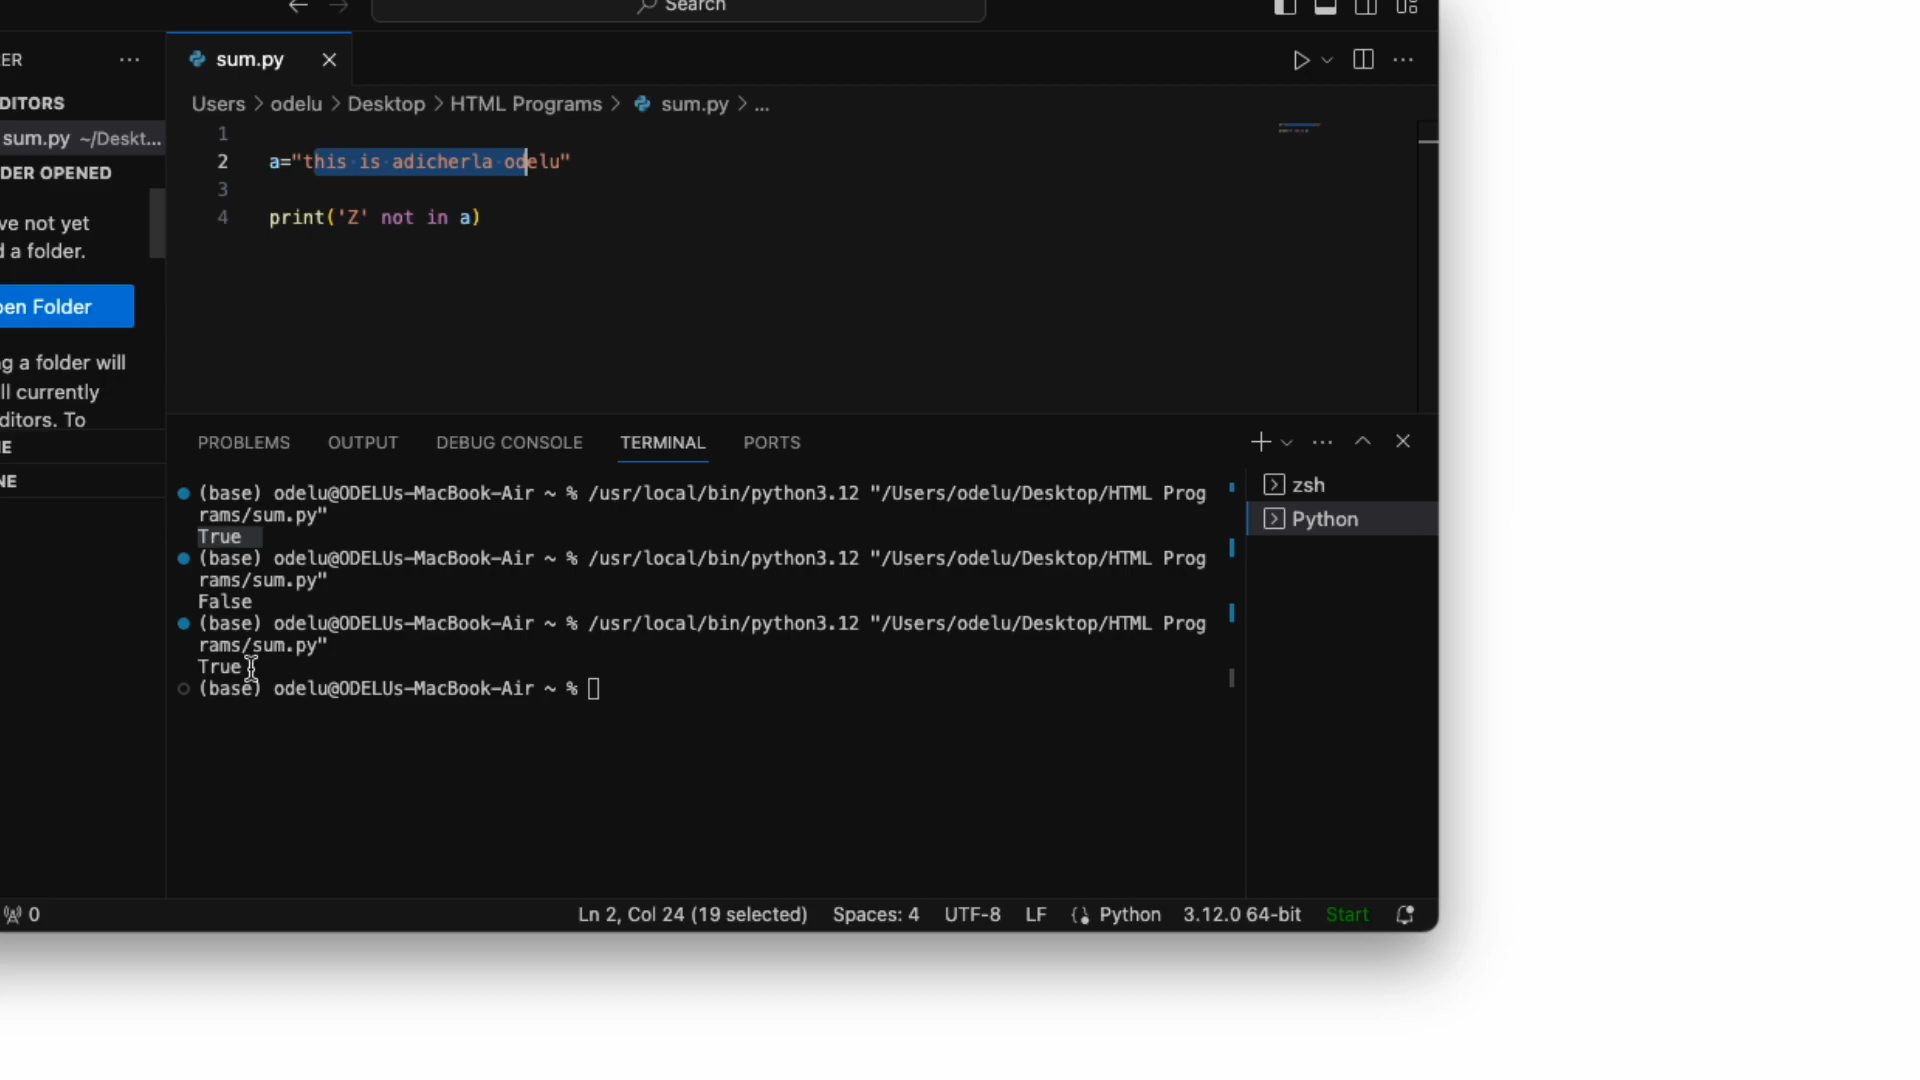 Search
ER
sum.py
DITORS
sum.py ~/Deskt...
DER OPENED
ve not yet
d a folder.
pen Folder
g a folder will
ll currently
ditors. To
E
NE
Users > odelu > Desktop > HTML Programs > sum.py > ...
1
2 a="this is adicherla odelu"
3
4 print('Z' not in a)
PROBLEMS OUTPUT DEBUG CONSOLE TERMINAL PORTS
(base) odelu@ODELUs-MacBook-Air ~ % /usr/local/bin/python3.12 "/Users/odelu/Desktop/HTML Prog
rams/sum.py"
True
(base) odelu@ODELUs-MacBook-Air ~ % /usr/local/bin/python3.12 "/Users/odelu/Desktop/HTML Prog
rams/sum.py"
False
(base) odelu@ODELUs-MacBook-Air ~ % /usr/local/bin/python3.12 "/Users/odelu/Desktop/HTML Prog
rams/sum.py"
True
(base) odelu@ODELUs-MacBook-Air ~ %
zsh
Python
0
Ln 2, Col 24 (19 selected) Spaces: 4 UTF-8 LF Python 3.12.0 64-bit Start